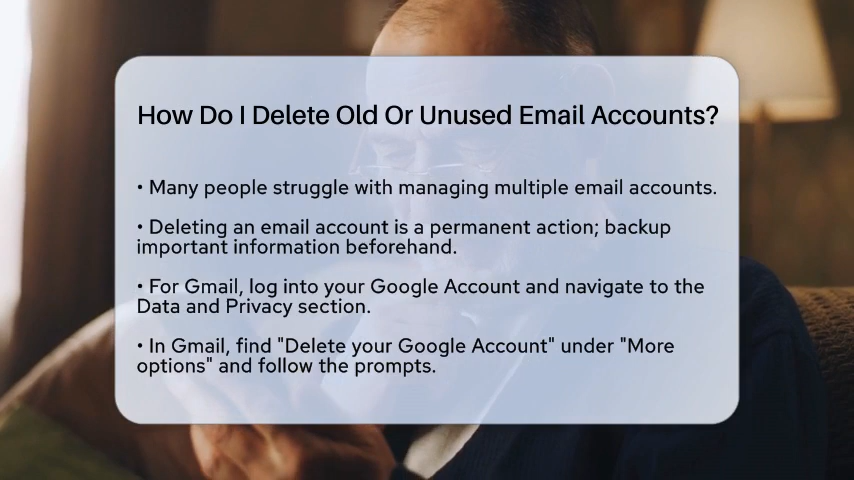 How Do I Delete Old Or Unused Email Accounts?
• Many people struggle with managing multiple email accounts.
• Deleting an email account is a permanent action; backup
important information beforehand.
• For Gmail, log into your Google Account and navigate to the
Data and Privacy section.
• In Gmail, find "Delete your Google Account" under "More
options" and follow the prompts.